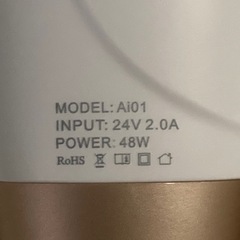 MODEL: Ai01
INPUT: 24V 2.0A
POWER: 48W
RoHS